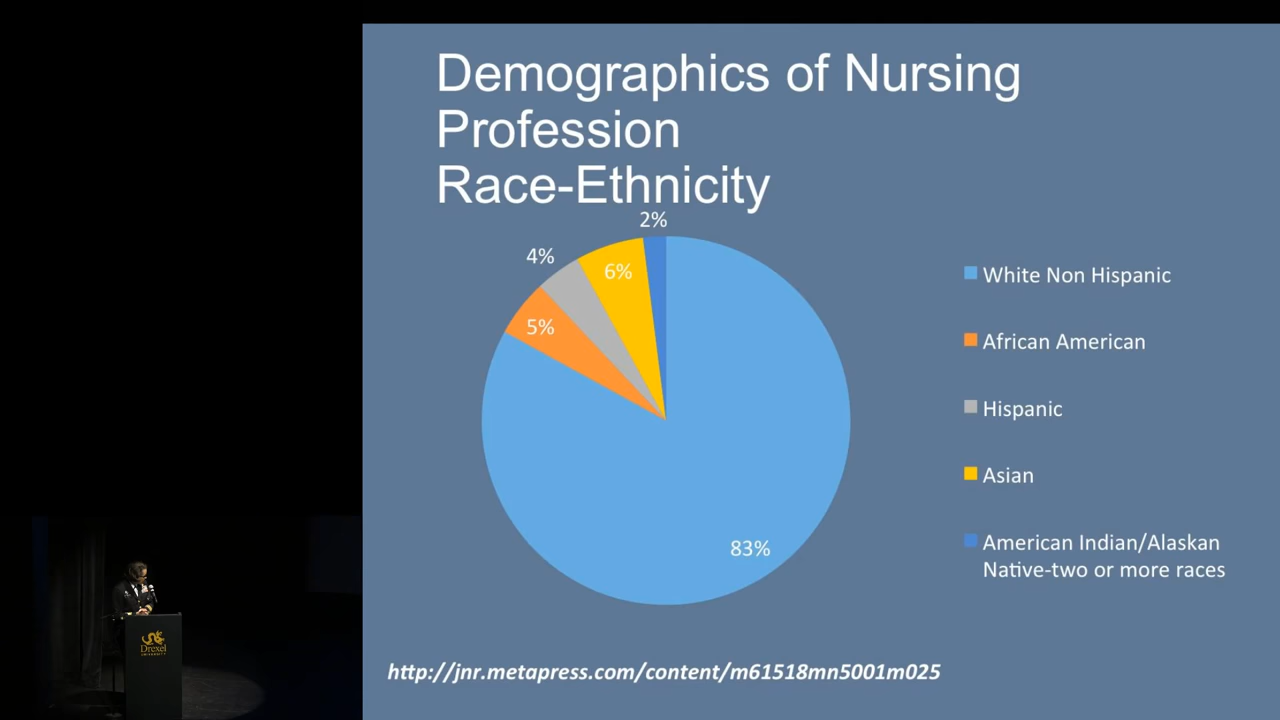 Demographics of Nursing
Profession
Race-Ethnicity
2%
4%
6%
5%
83%
White Non Hispanic
African American
Hispanic
Asian
American Indian/Alaskan
Native-two or more races
http://jnr.metapress.com/content/m61518mn5001m025
Drexel
UNIVERSITY